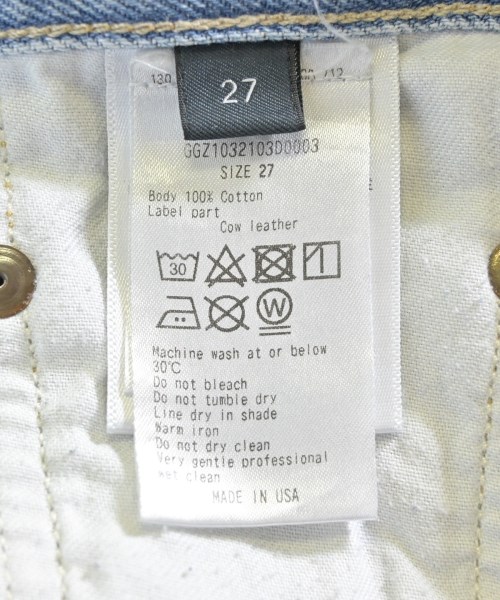 27
GGZ1032103D0003
SIZE 27
Body 100% Cotton
Label part
Cow leather
30
W
Machine wash at or below
30℃
Do not bleach
Do not tumble dry
Line dry in shade
Warm iron
Do not dry clean
Very gentle professional
wet clean
MADE IN USA